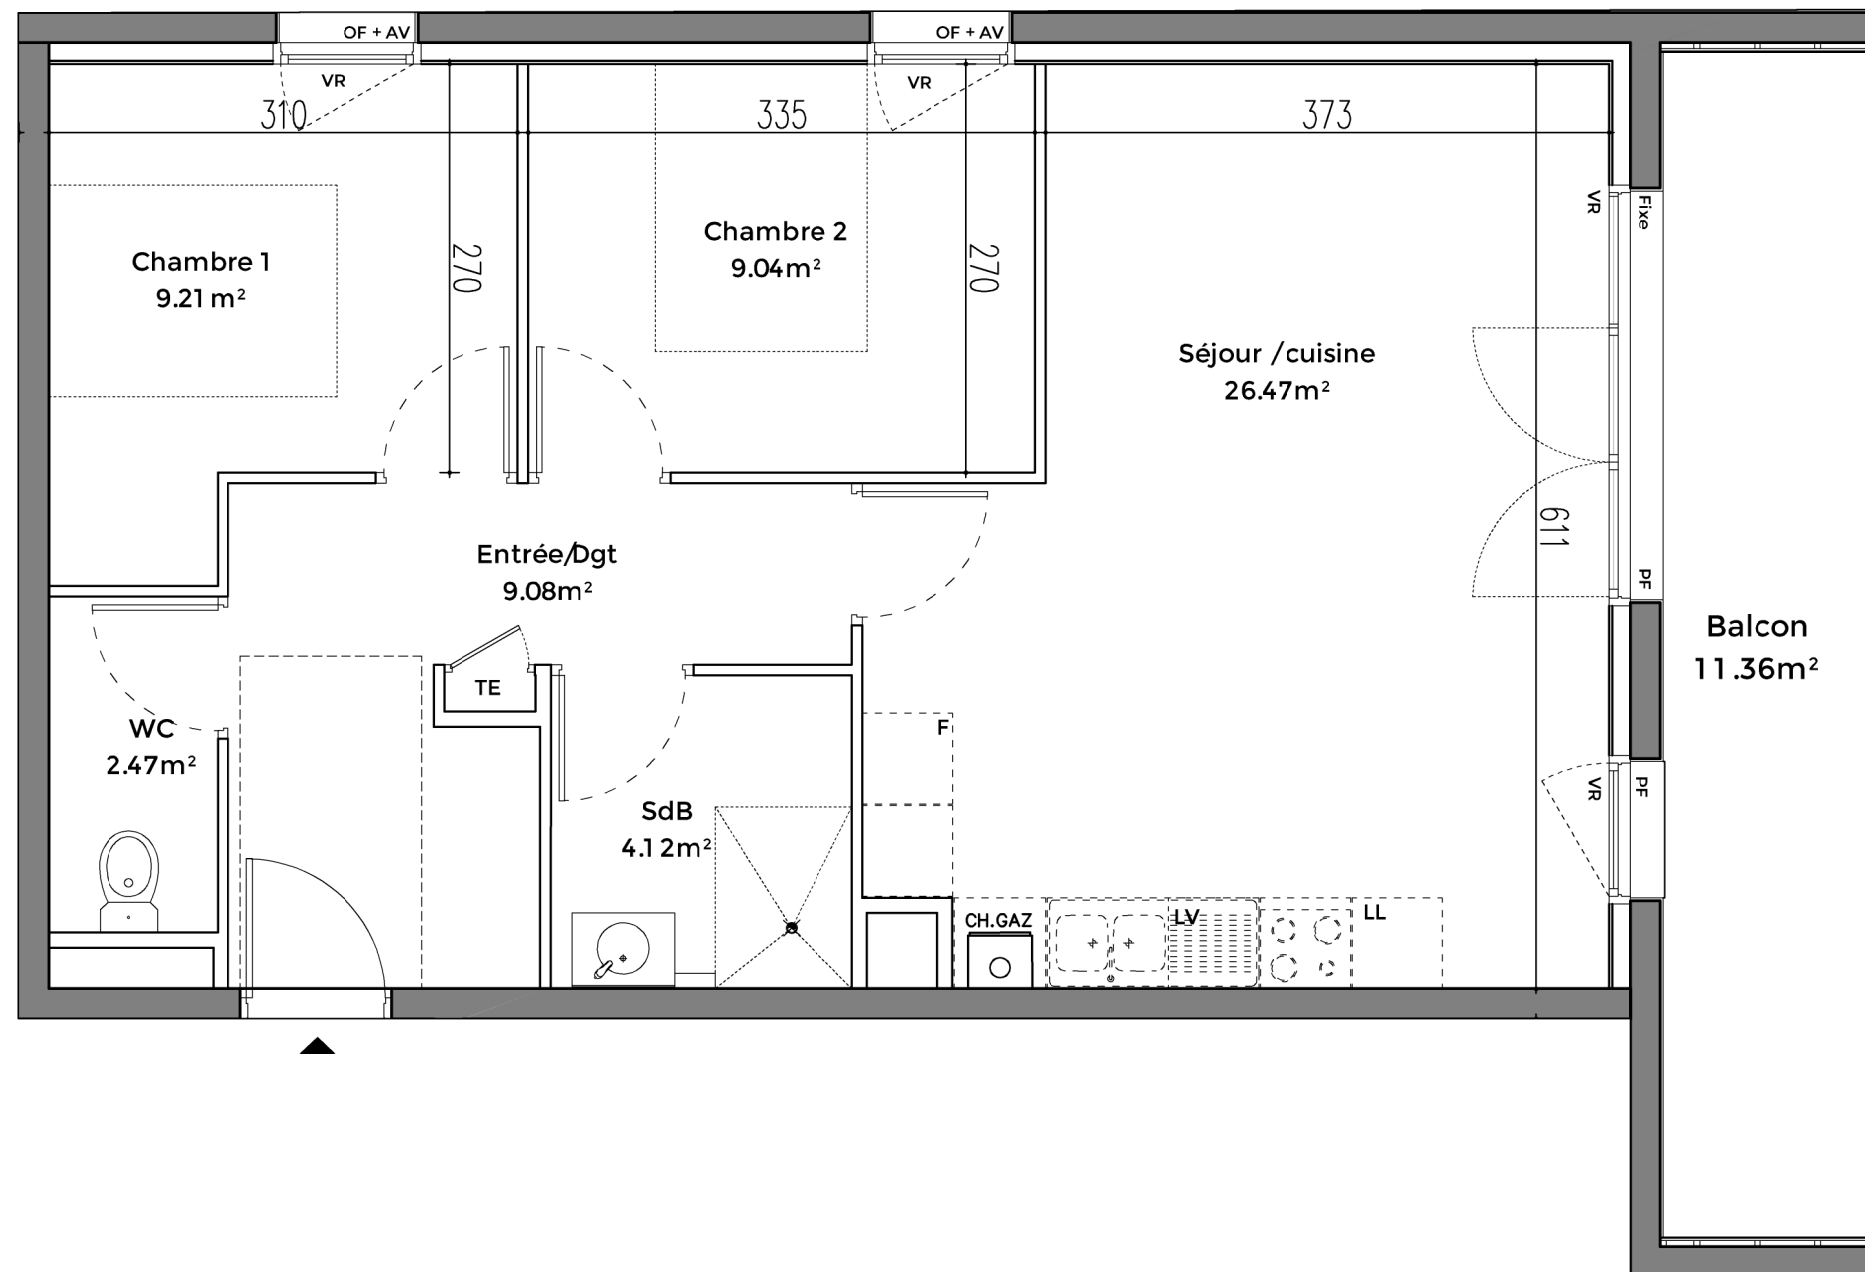 OF + AV
OF + AV
VR
VR
310
335
373
270
270
VR
Fixe
Chambre 1
9.21 m²
Chambre 2
9.04m²
Séjour /cuisine
26.47m²
611
PF
Entrée/Dgt
9.08m²
Balcon
11.36m²
TE
WC
2.47m²
F
VR
PF
SdB
4.12m²
CH.GAZ
LV
LL